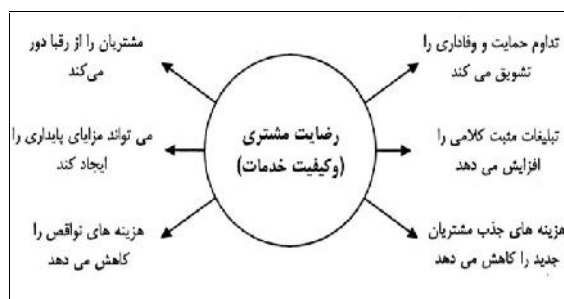 تداوم حمایت و وفاداری را
تشویق می کند
مشتریان را از رقبا دور
می‌کند
رضایت مشتری
(وکیفیت خدمات)
تبلیغات مثبت کلامی را
افزایش می دهد
می تواند مزایای پایداری را
ایجاد کند
هزینه های جذب مشتریان
جدید را کاهش می دهد
هزینه های نواقص را
کاهش می دهد